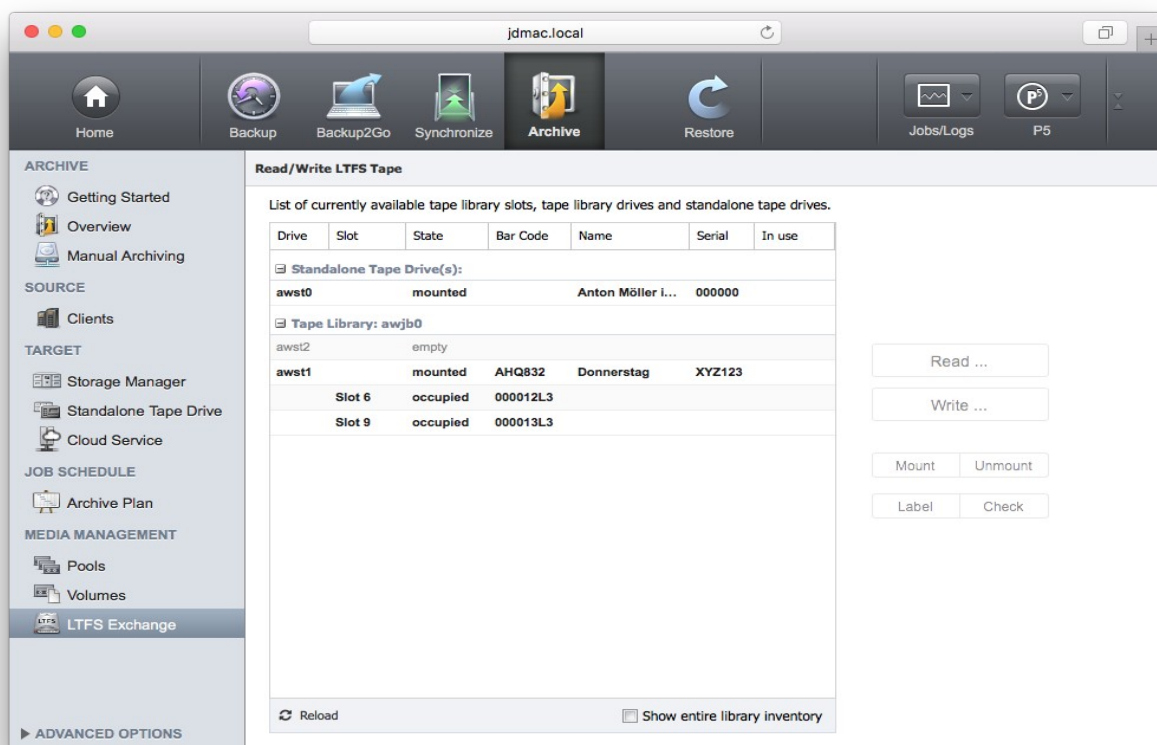 jdmac.local
Home
Backup
Backup2Go
Synchronize
Archive
Restore
Jobs/Logs
P5
P5
ARCHIVE
Getting Started
Overview
Manual Archiving
SOURCE
Clients
TARGET
Storage Manager
Standalone Tape Drive
Cloud Service
JOB SCHEDULE
Archive Plan
MEDIA MANAGEMENT
Pools
Volumes
LTFS
LTFS Exchange
ADVANCED OPTIONS
Read/Write LTFS Tape
List of currently available tape library slots, tape library drives and standalone tape drives.
Drive Slot State Bar Code Name Serial In use
Standalone Tape Drive(s):
awst0 mounted Anton Möller i... 000000
Tape Library: awjb0
awst2 empty
awst1 mounted AHQ832 Donnerstag XYZ123
Slot 6 occupied 000012L3
Slot 9 occupied 000013L3
Reload Show entire library inventory
Read ...
Write ...
Mount Unmount
Label Check